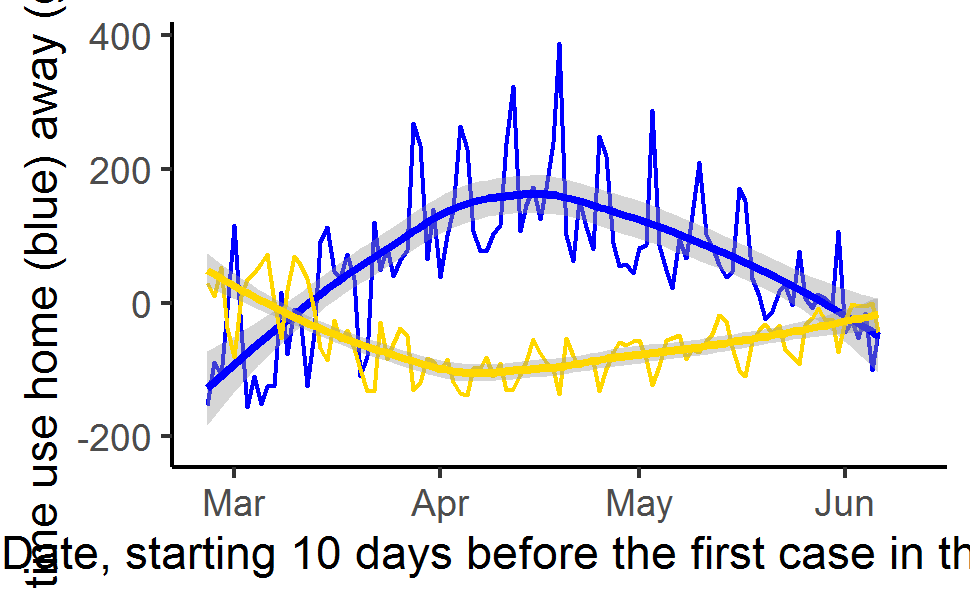 time use home (blue) away (
400
200
0
-200
Mar Apr May Jun
Date, starting 10 days before the first case in th